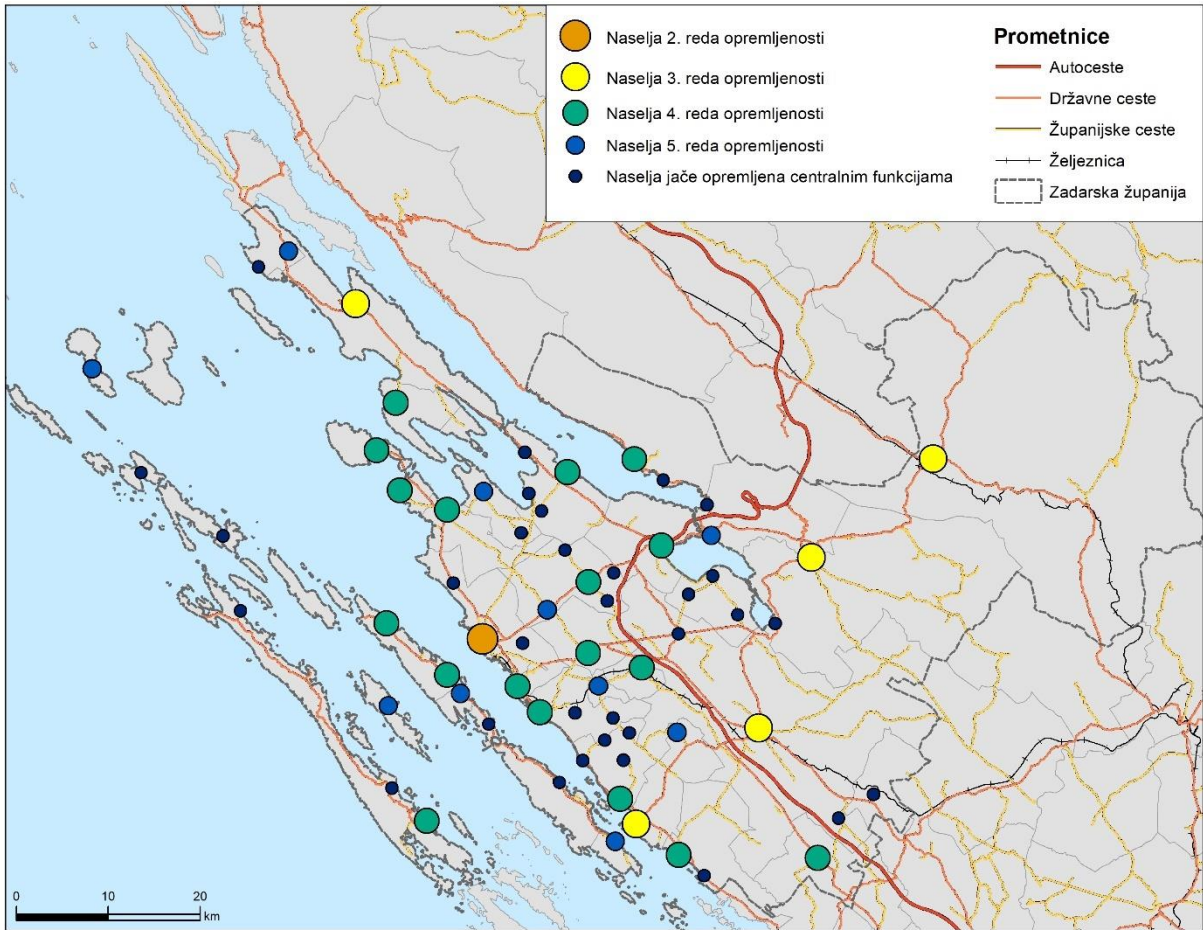 Naselja 2. reda opremljenosti
Naselja 3. reda opremljenosti
Naselja 4. reda opremljenosti
Naselja 5. reda opremljenosti
Naselja jače opremljena centralnim funkcijama
Prometnice
Autoceste
Državne ceste
Županijske ceste
Željeznica
Zadarska županija
0 10 20
km